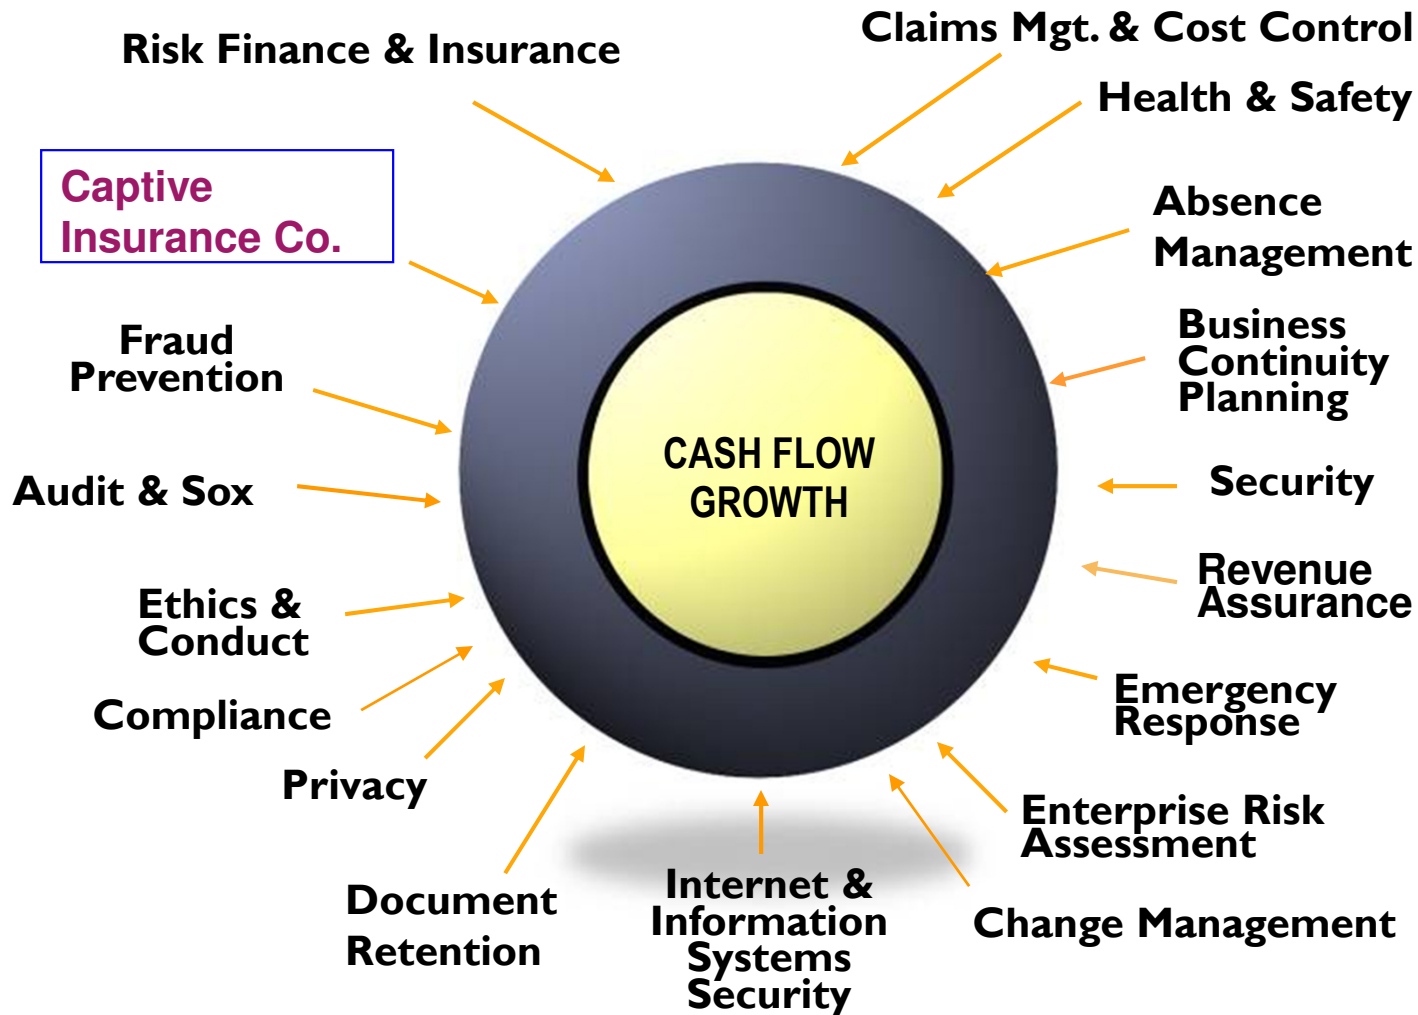 Risk Finance & Insurance
Claims Mgt. & Cost Control
Health & Safety
Captive
Insurance Co.
Absence
Management
Fraud
Prevention
Business
Continuity
Planning
CASH FLOW
GROWTH
Audit & Sox
Security
Revenue
Assurance
Ethics &
Conduct
Compliance
Emergency
Response
Privacy
Enterprise Risk
Assessment
Document
Retention
Internet &
Information
Systems
Security
Change Management